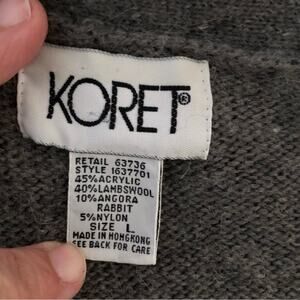 KORET®
RETAIL 63736
STYLE 1637701
45%ACRYLIC
40%LAMBSWOOL
10%ANGORA
RABBIT
5%NYLON
SIZE L
MADE IN HONGKONG
SEE BACK FOR CARE